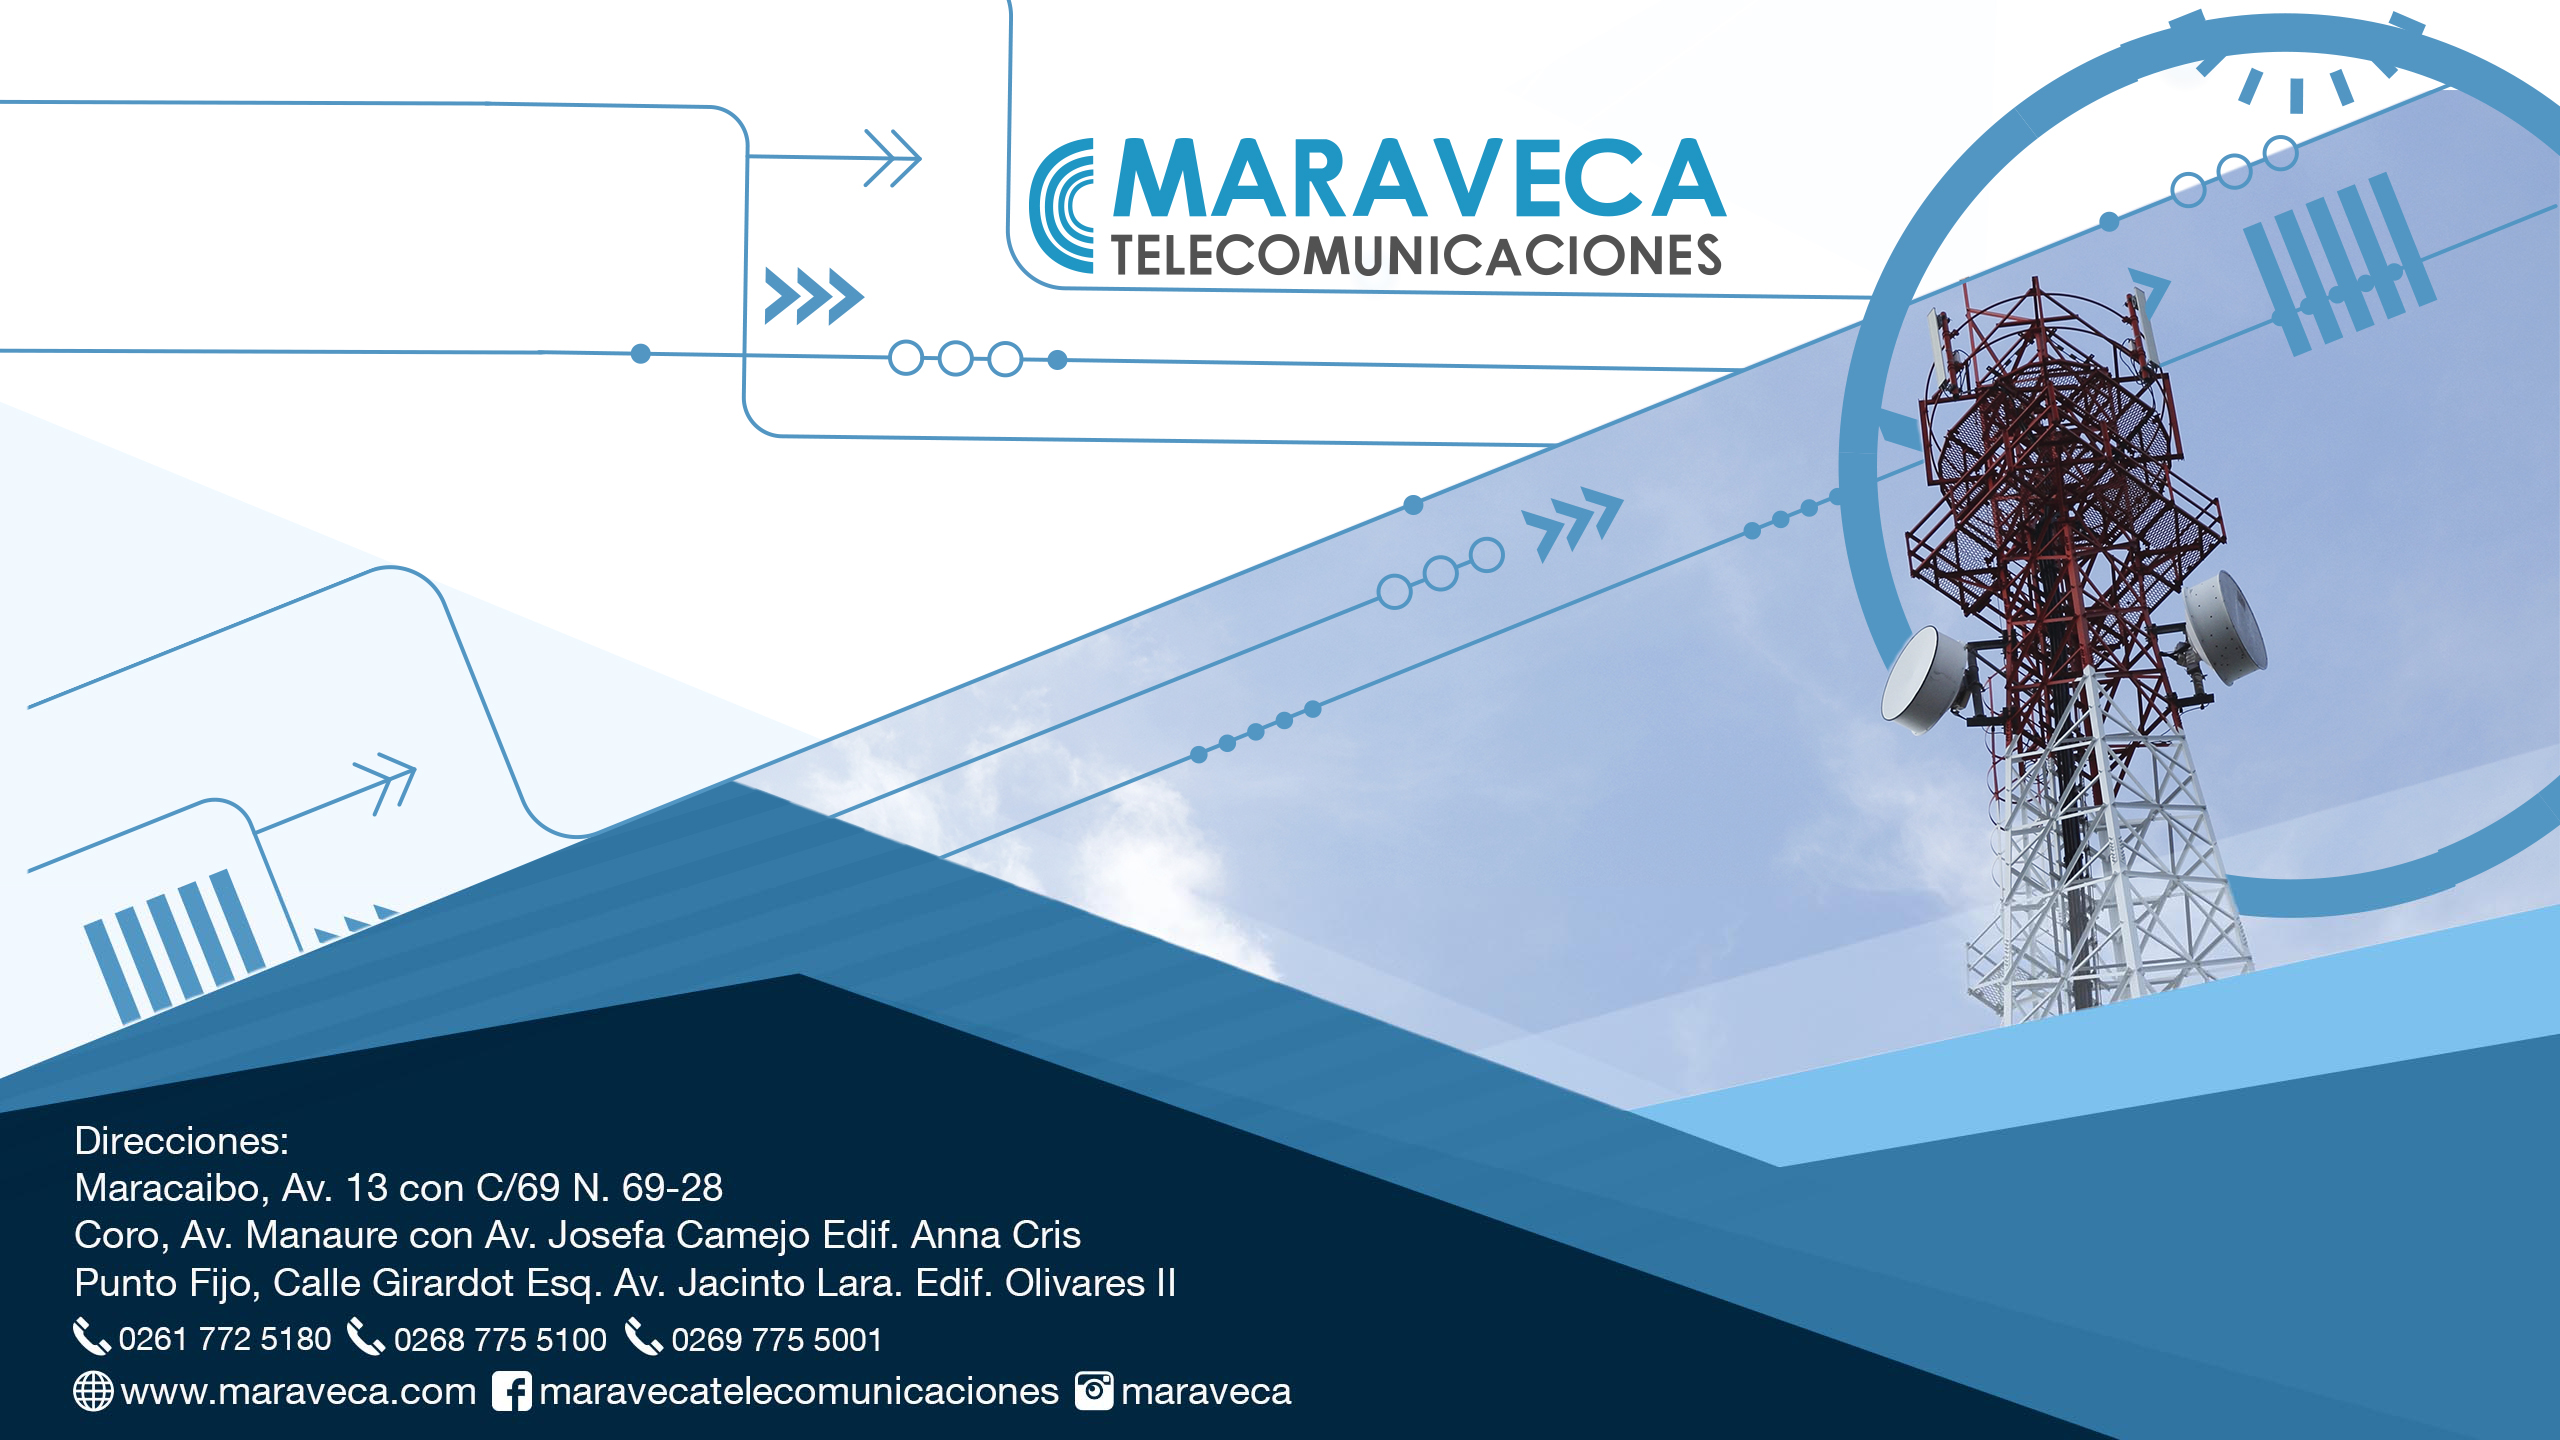 MARAVECA
TELECOMUNICACIONES
Direcciones:
Maracaibo, Av. 13 con C/69 N. 69-28
Coro, Av. Manaure con Av. Josefa Camejo Edif. Anna Cris
Punto Fijo, Calle Girardot Esq. Av. Jacinto Lara. Edif. Olivares II
0261 772 5180 0268 775 5100 0269 775 5001
www.maraveca.com maravecatelecomunicaciones maraveca